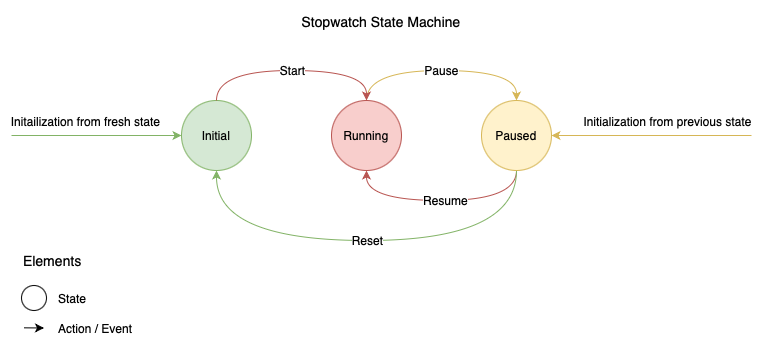 Stopwatch State Machine
Start
Pause
Initailization from fresh state
Initialization from previous state
Initial
Running
Paused
Resume
Reset
Elements
State
Action / Event